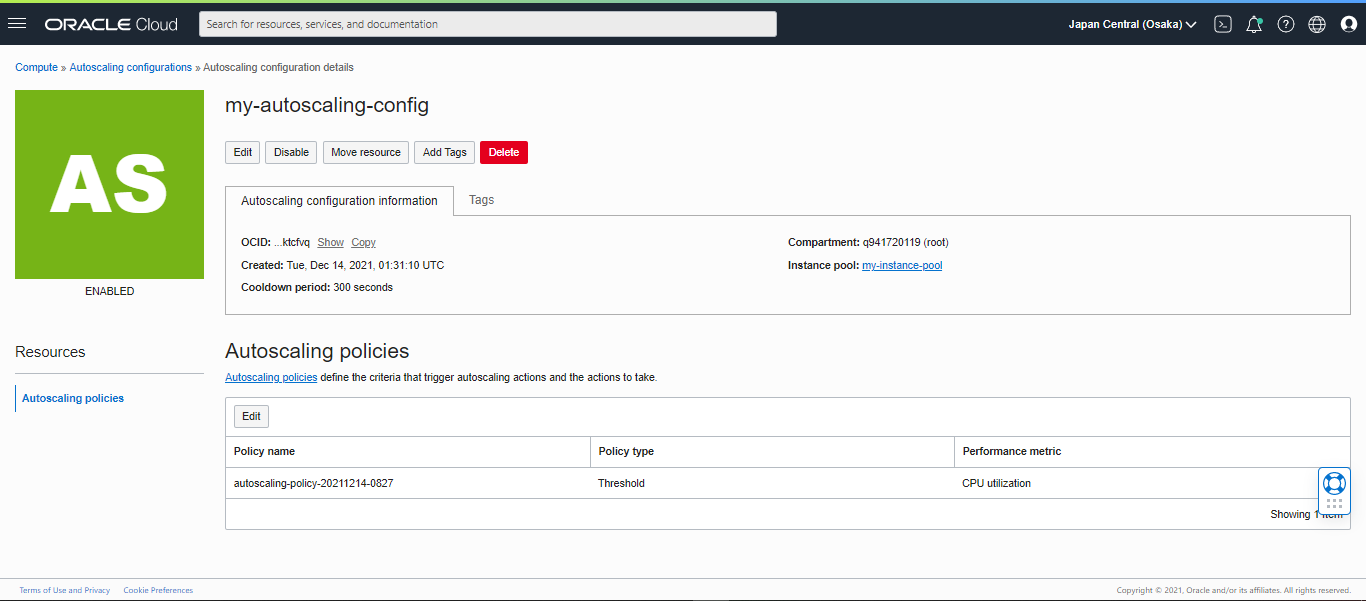 ORACLE Cloud
Search for resources, services, and documentation
Japan Central (Osaka)
Compute » Autoscaling configurations » Autoscaling configuration details
AS
ENABLED
my-autoscaling-config
Edit Disable Move resource Add Tags Delete
Autoscaling configuration information Tags
OCID: ...ktcfvq Show Copy
Created: Tue, Dec 14, 2021, 01:31:10 UTC
Cooldown period: 300 seconds
Compartment: q941720119 (root)
Instance pool: my-instance-pool
Resources
Autoscaling policies
Autoscaling policies
Autoscaling policies define the criteria that trigger autoscaling actions and the actions to take.
Edit
Policy name Policy type Performance metric
autoscaling-policy-20211214-0827 Threshold CPU utilization
Showing 1 item
Terms of Use and Privacy Cookie Preferences
Copyright © 2021, Oracle and/or its affiliates. All rights reserved.